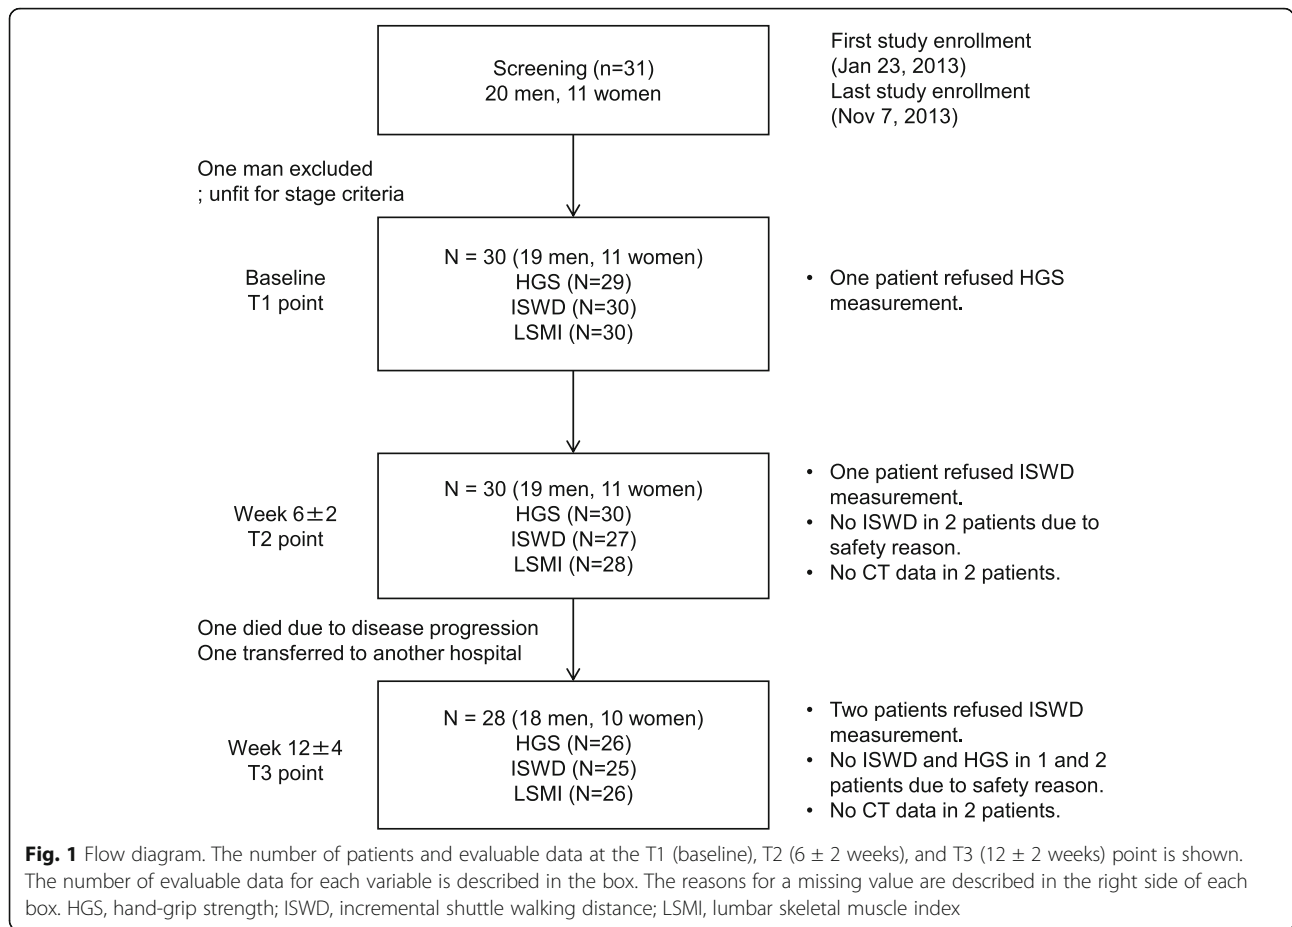 Screening (n=31)
20 men, 11 women
First study enrollment
(Jan 23, 2013)
Last study enrollment
(Nov 7, 2013)
One man excluded
; unfit for stage criteria
Baseline
T1 point
N = 30 (19 men, 11 women)
HGS (N=29)
ISWD (N=30)
LSMI (N=30)
• One patient refused HGS
measurement.
Week 6±2
T2 point
N = 30 (19 men, 11 women)
HGS (N=30)
ISWD (N=27)
LSMI (N=28)
• One patient refused ISWD
measurement.
• No ISWD in 2 patients due to
safety reason.
• No CT data in 2 patients.
One died due to disease progression
One transferred to another hospital
Week 12±4
T3 point
N = 28 (18 men, 10 women)
HGS (N=26)
ISWD (N=25)
LSMI (N=26)
• Two patients refused ISWD
measurement.
• No ISWD and HGS in 1 and 2
patients due to safety reason.
• No CT data in 2 patients.
Fig. 1 Flow diagram. The number of patients and evaluable data at the T1 (baseline), T2 (6 ± 2 weeks), and T3 (12 ± 2 weeks) point is shown.
The number of evaluable data for each variable is described in the box. The reasons for a missing value are described in the right side of each
box. HGS, hand-grip strength; ISWD, incremental shuttle walking distance; LSMI, lumbar skeletal muscle index